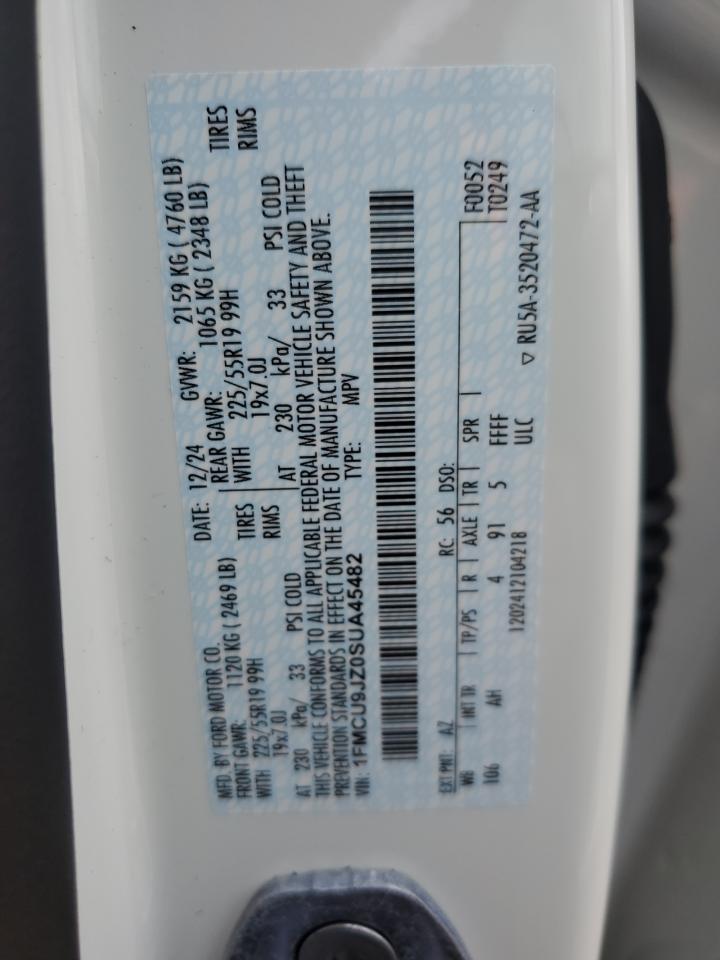 MFD. BY FORD MOTOR CO. DATE: 12/24 GVWR: 2159 KG ( 4760 LB)
FRONT GAWR: 1120 KG ( 2469 LB) REAR GAWR: 1065 KG ( 2348 LB)
WITH 225/55R19 99H TIRES WITH 225/55R19 99H TIRES
19x7.0J RIMS 19x7.0J RIMS
AT 230 kPa/ 33 PSI COLD AT 230 kPa/ 33 PSI COLD
THIS VEHICLE CONFORMS TO ALL APPLICABLE FEDERAL MOTOR VEHICLE SAFETY AND THEFT
PREVENTION STANDARDS IN EFFECT ON THE DATE OF MANUFACTURE SHOWN ABOVE.
VIN: 1FMCU9JZ0SUA45482 TYPE: MPV
EXT PNT: AZ RC: 56 DSO:
WB INT TR TP/PS R AXLE TR SPR F0052
106 AH 4 91 5 FFFF T0249
1202412104218 ULC ▽ RU5A-3520472-AA